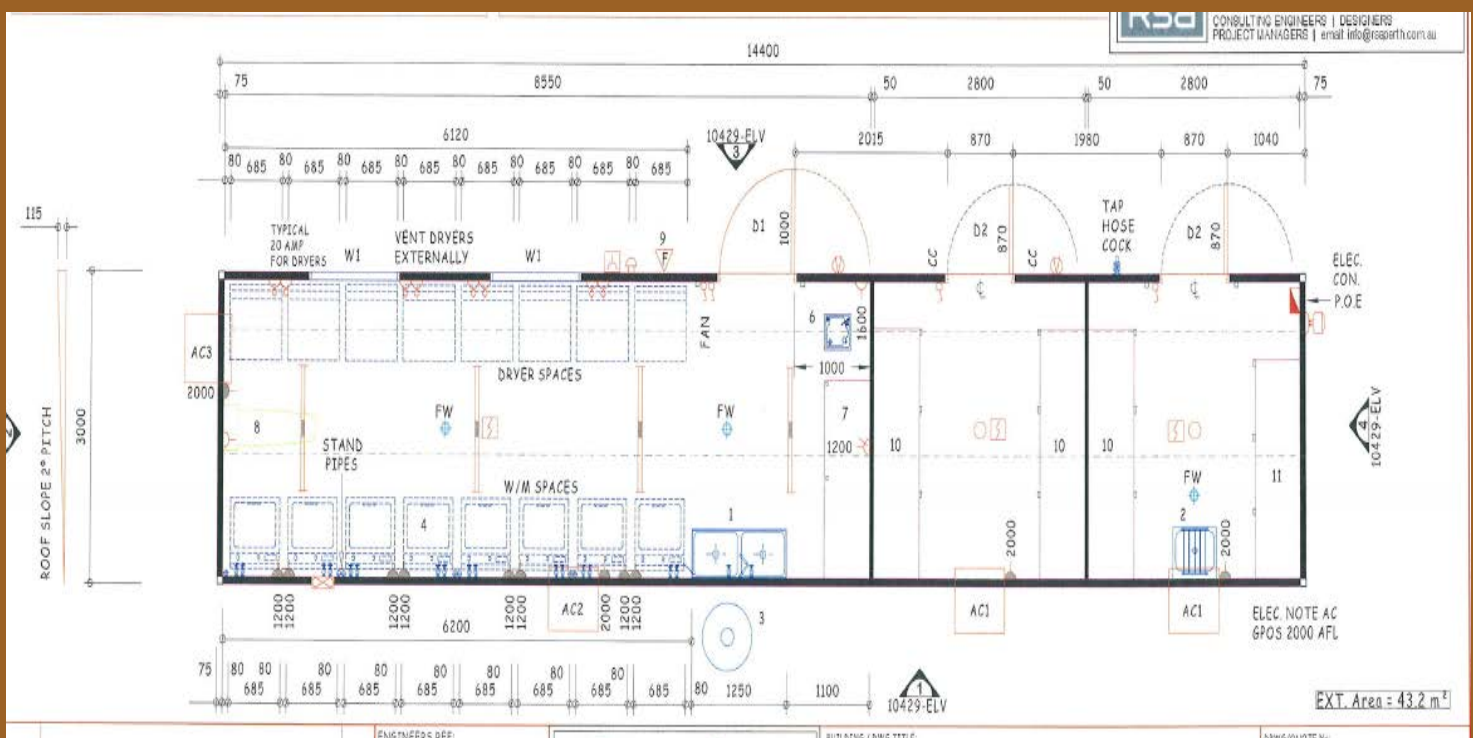 RSA
CONSULTING ENGINEERS | DESIGNERS
PROJECT MANAGERS | email info@rsaperth.com.au
14400
75 8550 50 2800 50 2800 75
6120 10429-ELV 2015 870 1980 870 1040
3
80 685 80 685 80 685 80 685 80 685 80 685 80 685 80 685
115
TYPICAL
20 AMP
FOR DRYERS
W1
VENT DRYERS
EXTERNALLY
W1
9
F
D1
1000
CC
D2
870
CC
TAP
HOSE
COCK
D2
870
ELEC.
CON.
P.O.E
AC3
2000
FAN
6
1600
1000
DRYER SPACES
ROOF SLOPE 2° PITCH
3000
2
8
FW
FW
7
1200
10
10
10
11
4
10429-ELV
STAND
PIPES
W/M SPACES
4
1
FW
2
2000
2000
1200
1200
1200
1200
1200
AC2
2000
1200
1200
3
AC1
AC1
ELEC. NOTE AC
GPOS 2000 AFL
6200
75 80 80 80 80 80 80 80 80
685 685 685 685 685 685 685 685 80 1250 1100
1
10429-ELV
EXT. Area = 43.2 m²
ENGINEERS REF:
BUILDING / DWG TITLE: